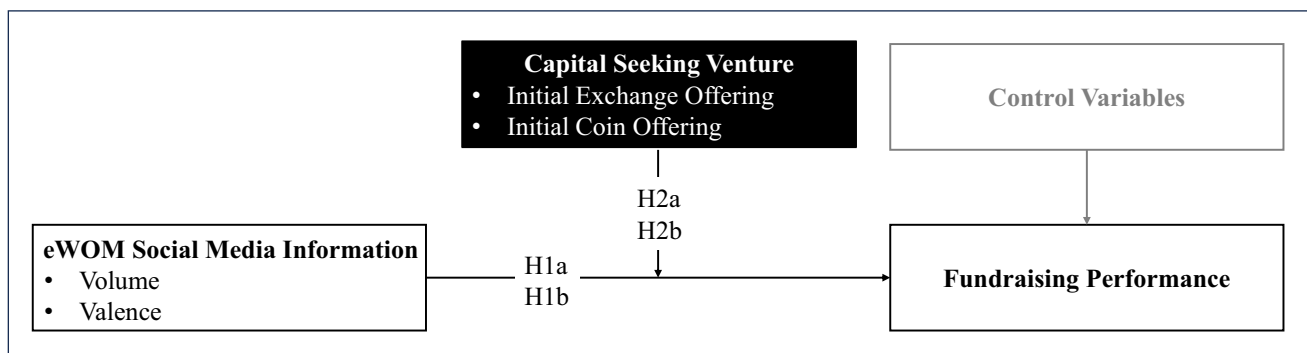 Capital Seeking Venture
• Initial Exchange Offering
• Initial Coin Offering
Control Variables
H2a
H2b
eWOM Social Media Information
• Volume
• Valence
H1a
H1b
Fundraising Performance